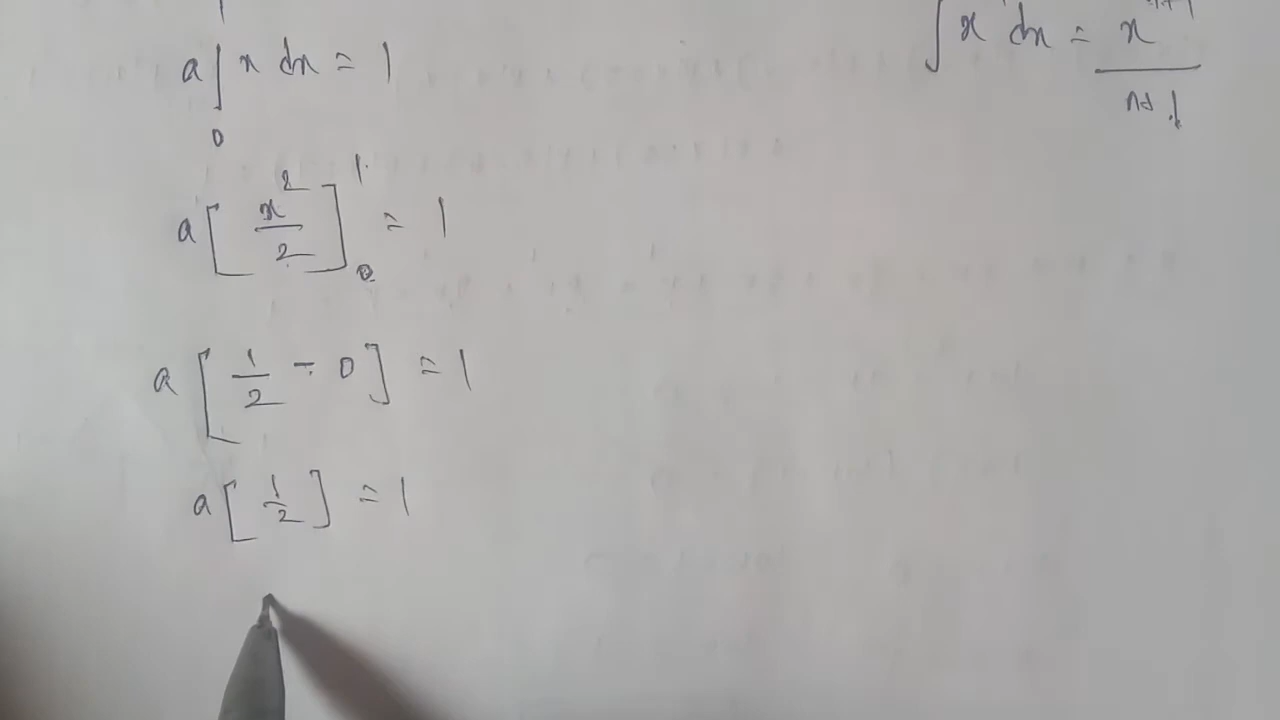 a ∫₀¹ x dx = 1
∫ xⁿ dx = xⁿ⁺¹ / n+1
a [ x² / 2 ]₀¹ = 1
a [ 1/2 - 0 ] = 1
a [ 1/2 ] = 1